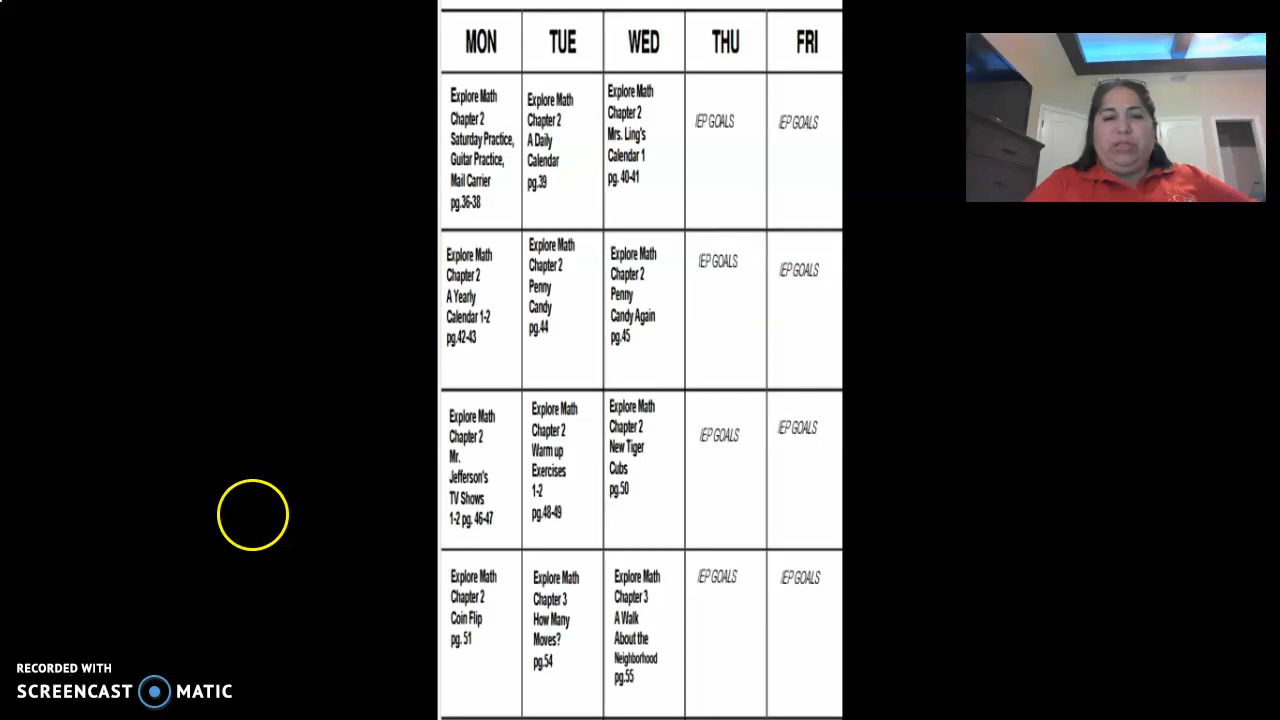 MON
TUE
WED
THU
FRI
Explore Math
Chapter 2
Saturday Practice,
Guitar Practice,
Mail Carrier
pg.36-38
Explore Math
Chapter 2
A Daily
Calendar
pg.39
Explore Math
Chapter 2
Mrs. Ling's
Calendar 1
pg. 40-41
IEP GOALS
IEP GOALS
Explore Math
Chapter 2
A Yearly
Calendar 1-2
pg.42-43
Explore Math
Chapter 2
Penny
Candy
pg.44
Explore Math
Chapter 2
Penny
Candy Again
pg.45
IEP GOALS
IEP GOALS
Explore Math
Chapter 2
Mr.
Jefferson's
TV Shows
1-2 pg. 46-47
Explore Math
Chapter 2
Warm up
Exercises
1-2
pg.48-49
Explore Math
Chapter 2
New Tiger
Cubs
pg.50
IEP GOALS
IEP GOALS
Explore Math
Chapter 2
Coin Flip
pg. 51
Explore Math
Chapter 3
How Many
Moves?
pg.54
Explore Math
Chapter 3
A Walk
About the
Neighborhood
pg.55
IEP GOALS
IEP GOALS
RECORDED WITH
SCREENCAST MATIC